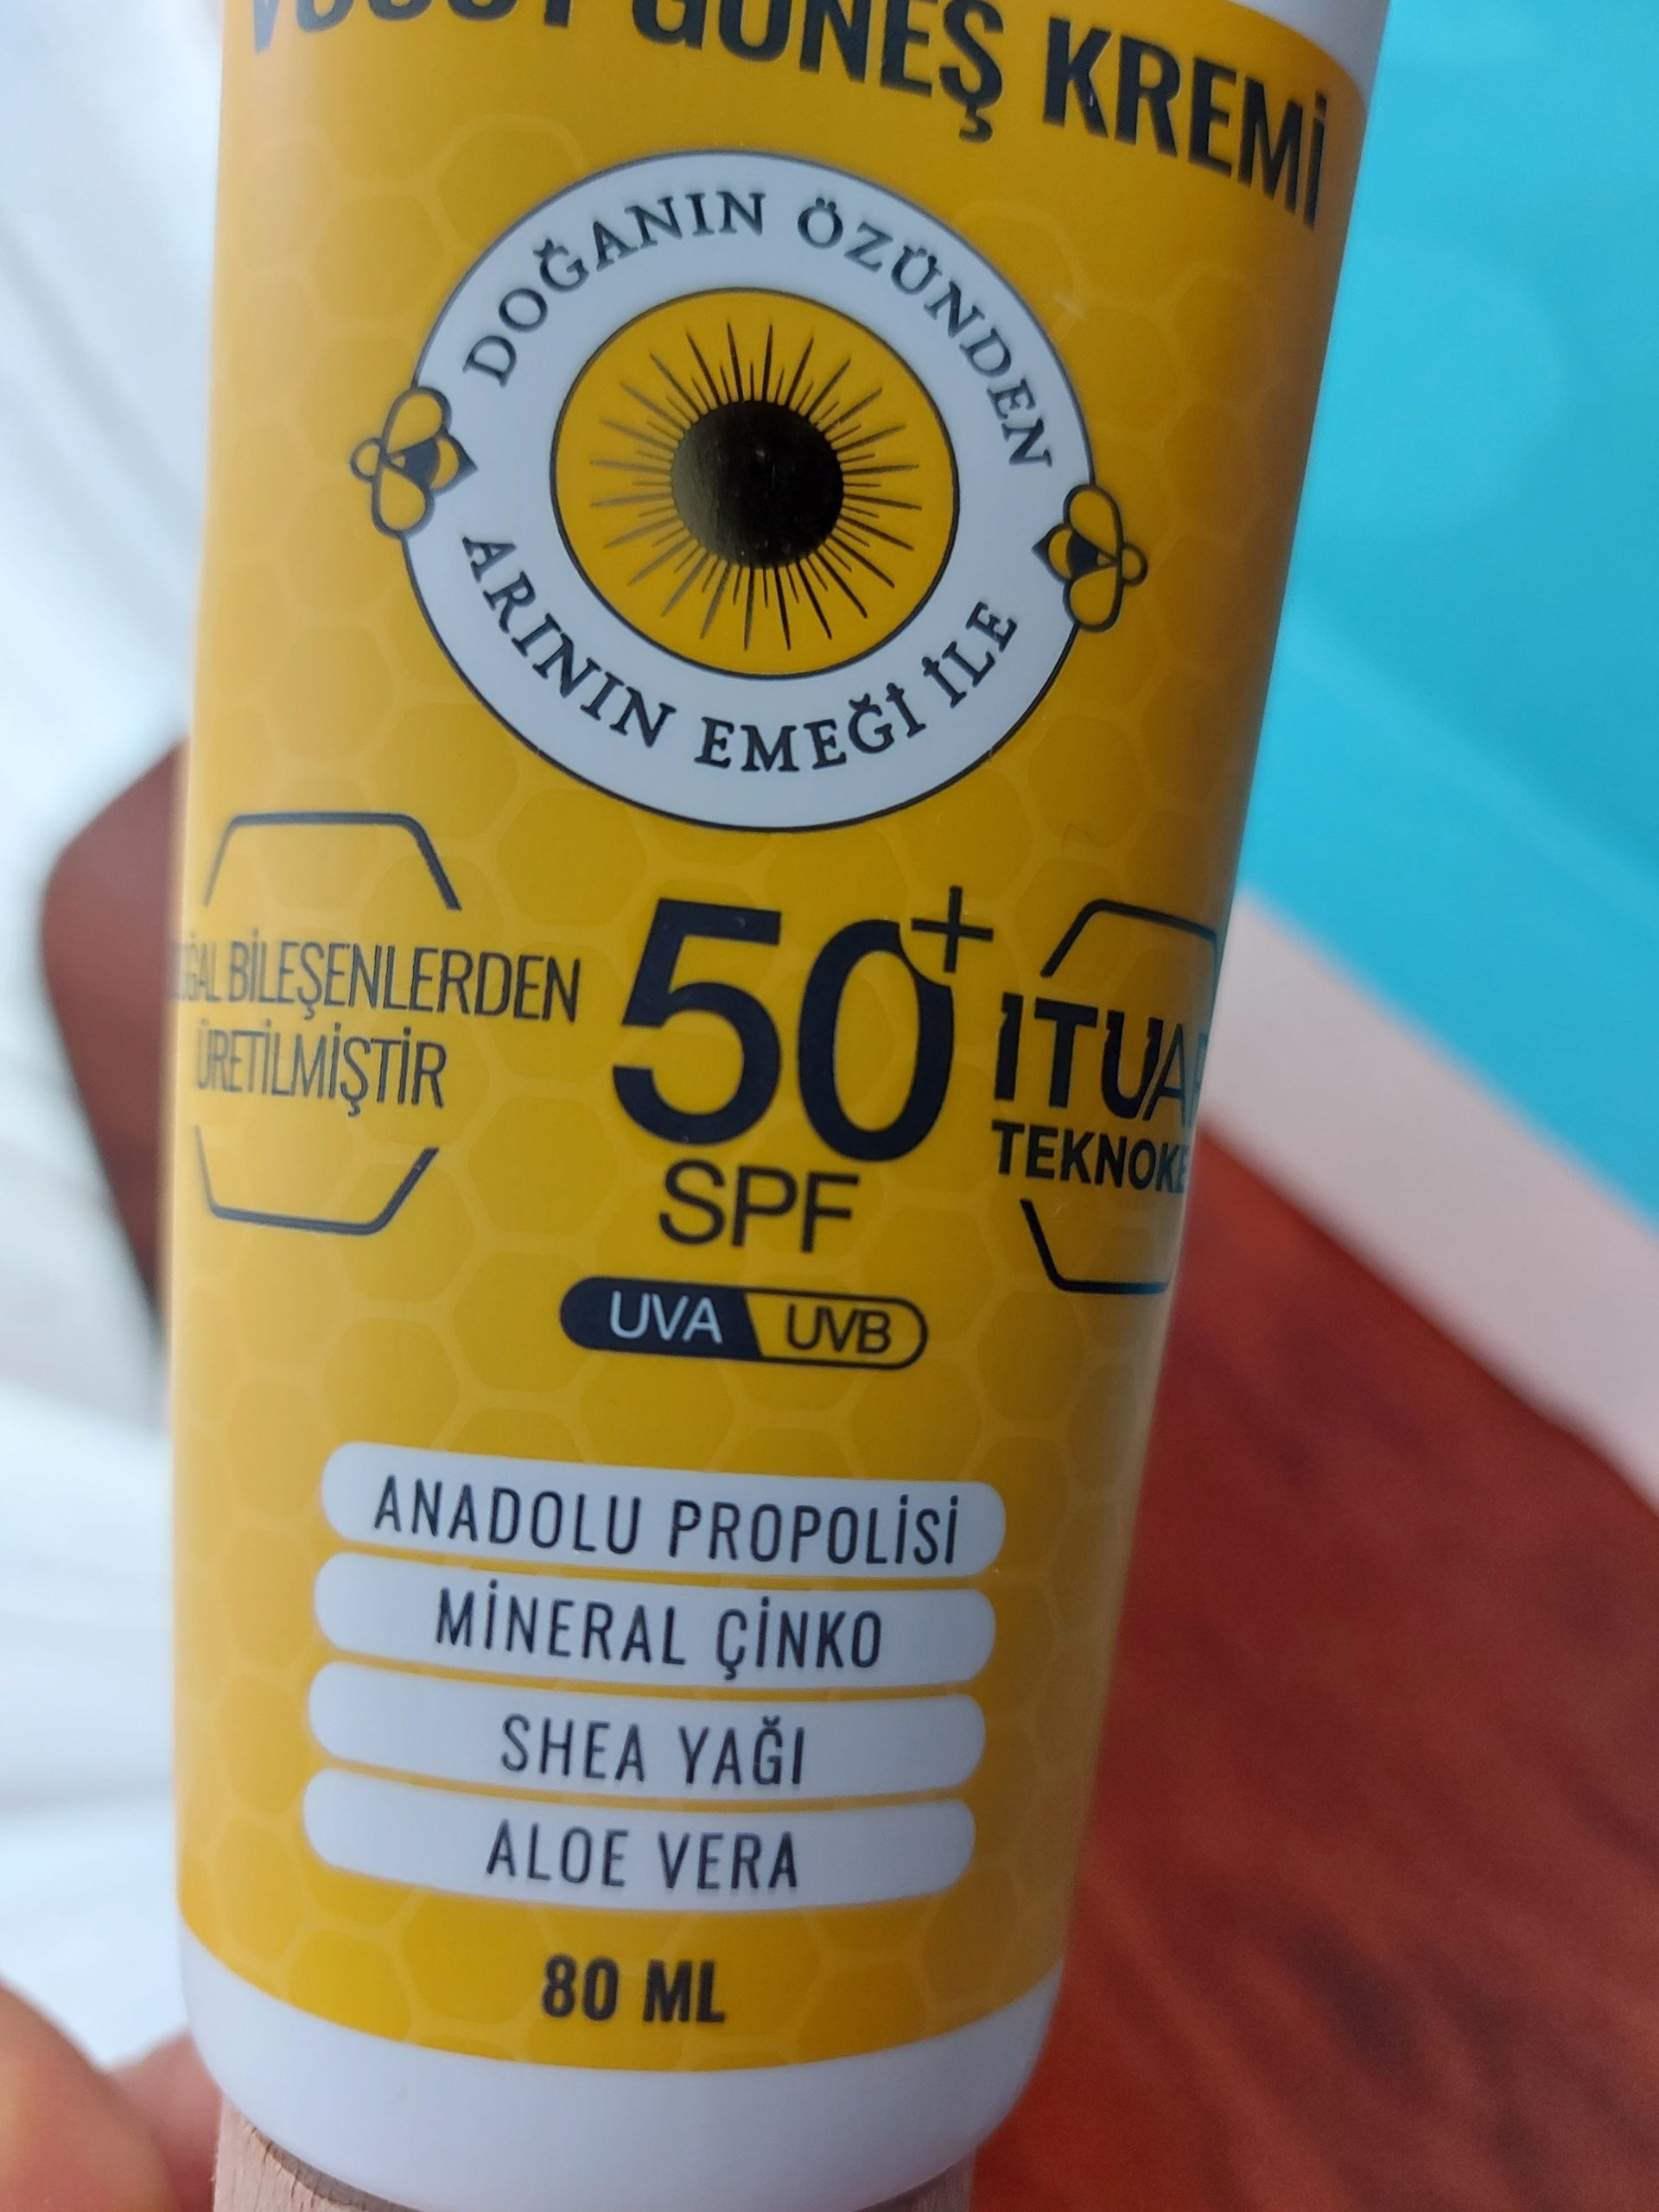 GÜNEŞ KREMİ
DOĞANIN ÖZÜNDEN
ARININ EMEĞİ İLE
BİLEŞENLERDEN
ÜRETİLMİŞTİR
50+
SPF
UVA UVB
ANADOLU PROPOLİSİ
MİNERAL ÇİNKO
SHEA YAĞI
ALOE VERA
80 ML